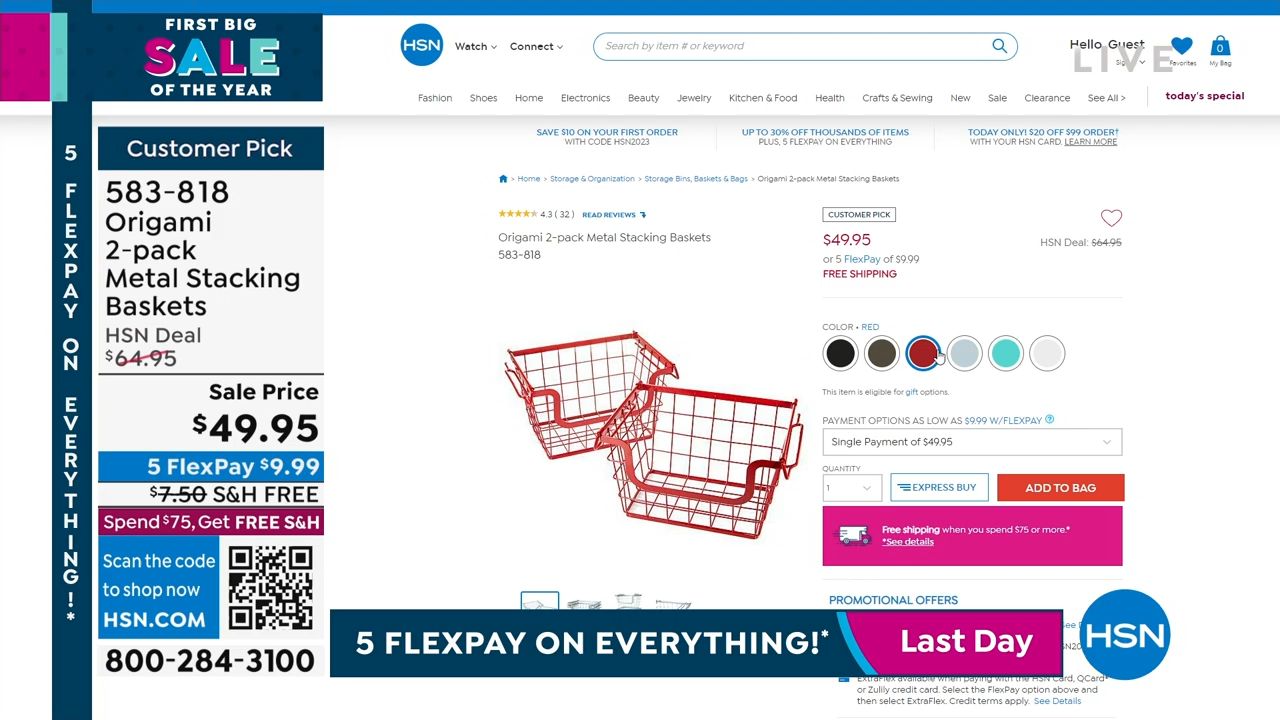 FIRST BIG
SALE
OF THE YEAR
5 FLEXPAY ON EVERYTHING!*
Customer Pick
583-818
Origami
2-pack
Metal Stacking
Baskets
HSN Deal
$64.95
Sale Price
$49.95
5 FlexPay $9.99
$7.50 S&H FREE
Spend $75, Get FREE S&H
Scan the code
to shop now
HSN.COM
800-284-3100
HSN
Watch
Connect
Search by item # or keyword
Hello, Guest
LIVE
Favorites
0
My Bag
Fashion Shoes Home Electronics Beauty Jewelry Kitchen & Food Health Crafts & Sewing New Sale Clearance See All > today's special
SAVE $10 ON YOUR FIRST ORDER
WITH CODE HSN2023
UP TO 30% OFF THOUSANDS OF ITEMS
PLUS, 5 FLEXPAY ON EVERYTHING
TODAY ONLY! $20 OFF $99 ORDER†
WITH YOUR HSN CARD. LEARN MORE
> Home > Storage & Organization > Storage Bins, Baskets & Bags > Origami 2-pack Metal Stacking Baskets
4.3 ( 32 ) READ REVIEWS
Origami 2-pack Metal Stacking Baskets
583-818
CUSTOMER PICK
$49.95
HSN Deal: $64.95
or 5 FlexPay of $9.99
FREE SHIPPING
COLOR • RED
This item is eligible for gift options.
PAYMENT OPTIONS AS LOW AS $9.99 W/FLEXPAY ?
Single Payment of $49.95
QUANTITY
1
EXPRESS BUY
ADD TO BAG
Free shipping when you spend $75 or more.*
*See details
PROMOTIONAL OFFERS
5 FLEXPAY ON EVERYTHING!*
Last Day
HSN
ExtraFlex available when paying with the HSN Card, QCard®
or Zulily credit card. Select the FlexPay option above and
then select ExtraFlex. Credit terms apply. See Details